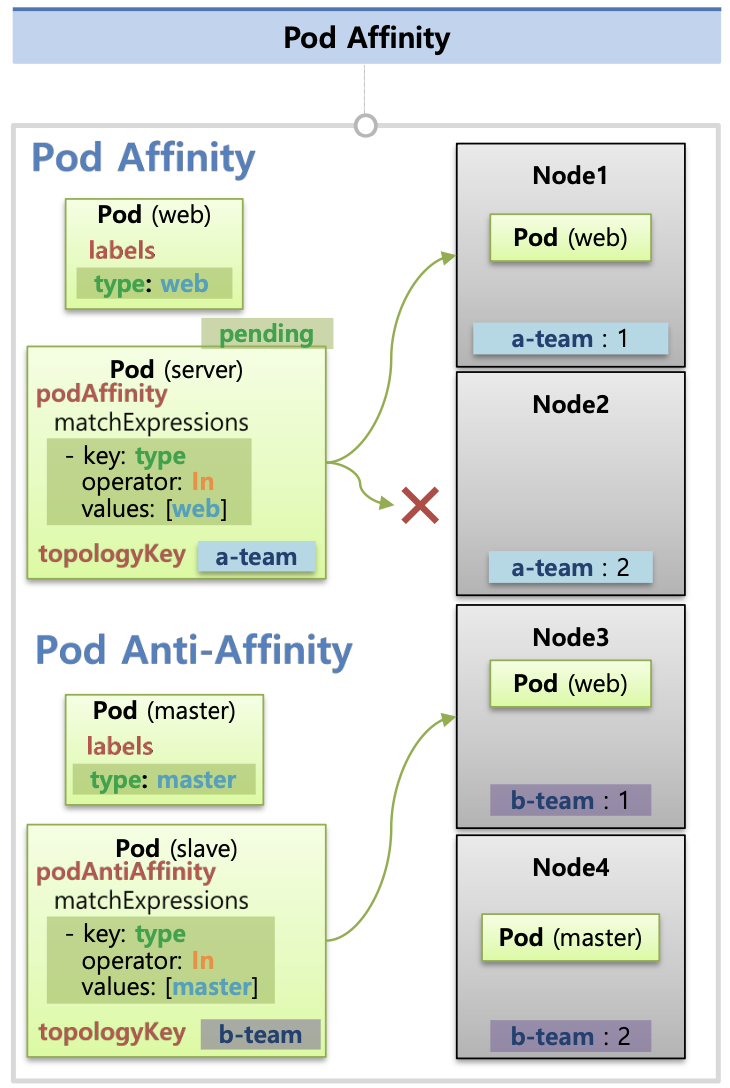 Pod Affinity
Pod Affinity
Pod (web)
labels
type: web
pending
Pod (server)
podAffinity
matchExpressions
- key: type
operator: In
values: [web]
topologyKey a-team
Node1
Pod (web)
a-team : 1
Node2
a-team : 2
Pod Anti-Affinity
Pod (master)
labels
type: master
Pod (slave)
podAntiAffinity
matchExpressions
- key: type
operator: In
values: [master]
topologyKey b-team
Node3
Pod (web)
b-team : 1
Node4
Pod (master)
b-team : 2